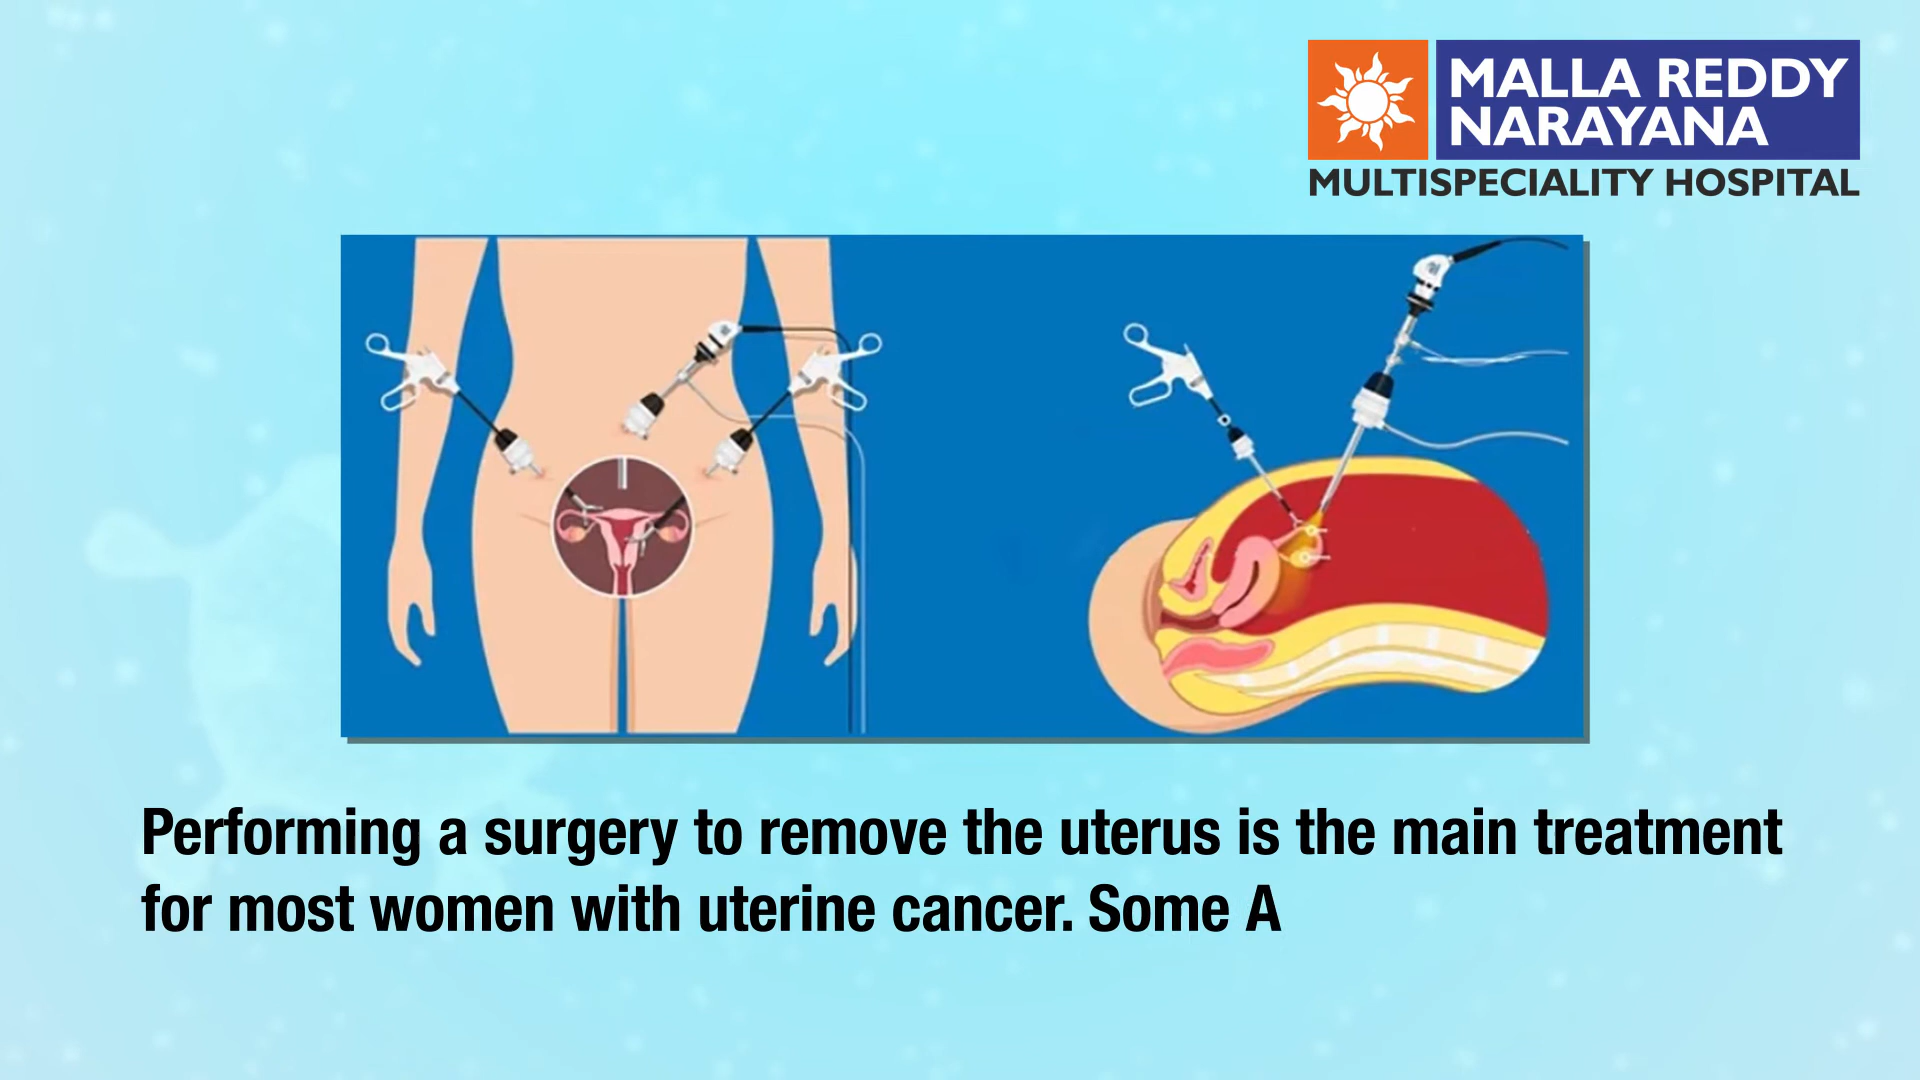 MALLA REDDY
NARAYANA
MULTISPECIALITY HOSPITAL
Performing a surgery to remove the uterus is the main treatment
for most women with uterine cancer. Some A